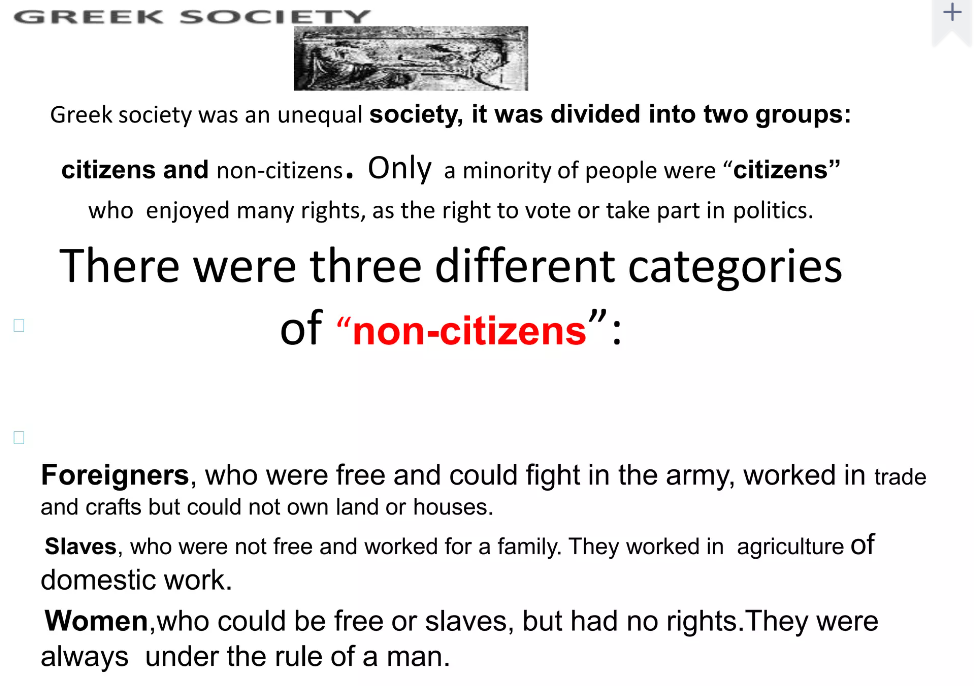 GREEK SOCIETY
Greek society was an unequal society, it was divided into two groups:
citizens and non-citizens. Only a minority of people were “citizens”
who enjoyed many rights, as the right to vote or take part in politics.
There were three different categories
of “non-citizens”:
Foreigners, who were free and could fight in the army, worked in trade
and crafts but could not own land or houses.
Slaves, who were not free and worked for a family. They worked in agriculture of
domestic work.
Women,who could be free or slaves, but had no rights.They were
always under the rule of a man.